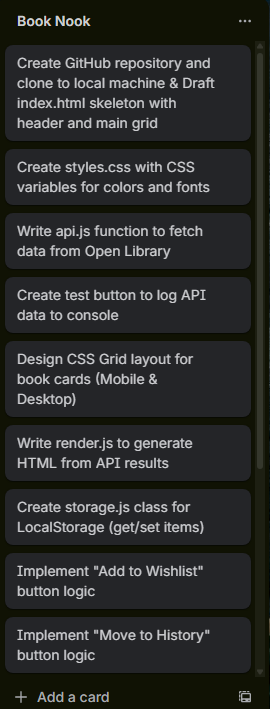 Book Nook
Create GitHub repository and
clone to local machine & Draft
index.html skeleton with
header and main grid
Create styles.css with CSS
variables for colors and fonts
Write api.js function to fetch
data from Open Library
Create test button to log API
data to console
Design CSS Grid layout for
book cards (Mobile &
Desktop)
Write render.js to generate
HTML from API results
Create storage.js class for
LocalStorage (get/set items)
Implement "Add to Wishlist"
button logic
Implement "Move to History"
button logic
Add a card